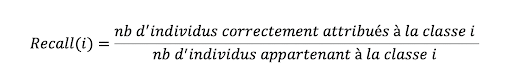 nb d'individus correctement attribués à la classe i
Recall(i) =
nb d'individus appartenant à la classe i